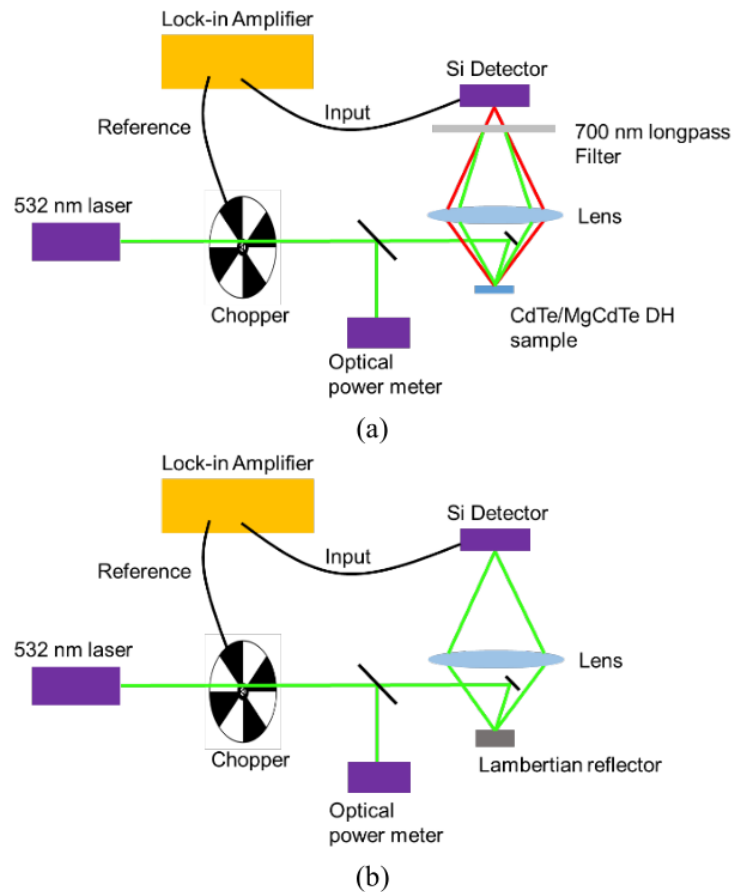 Lock-in Amplifier
Si Detector
Input
Reference
700 nm longpass
Filter
532 nm laser
Lens
Chopper
CdTe/MgCdTe DH
sample
Optical
power meter
(a)
Lock-in Amplifier
Si Detector
Input
Reference
532 nm laser
Lens
Chopper
Lambertian reflector
Optical
power meter
(b)